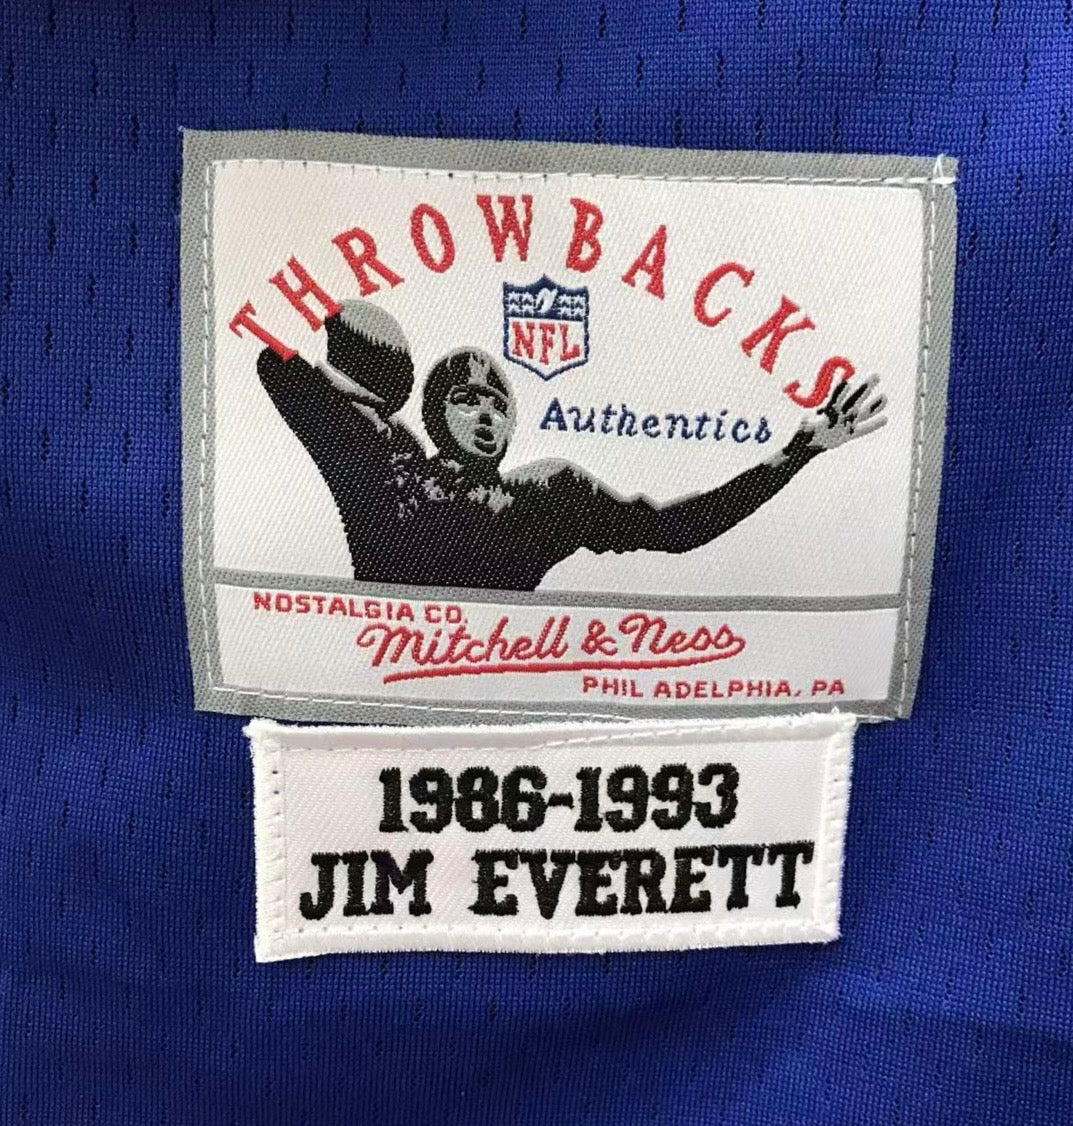 THROWBACKS
NFL
Authentics
NOSTALGIA CO.
Mitchell & Ness
PHILADELPHIA, PA
1986-1993
JIM EVERETT